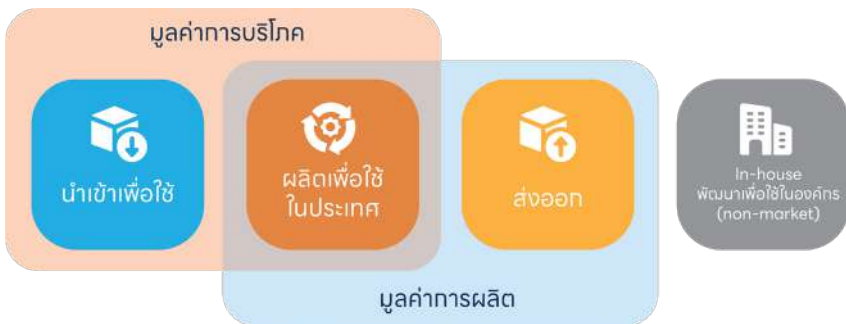 มูลค่าการบริโภค
นำเข้าเพื่อใช้
ผลิตเพื่อใช้
ในประเทศ
ส่งออก
In-house
พัฒนาเพื่อใช้ในองค์กร
(non-market)
มูลค่าการผลิต